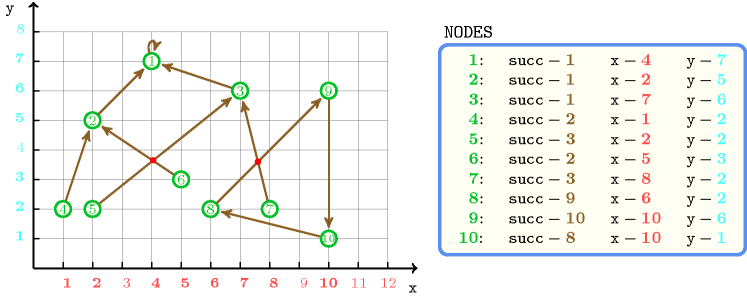 y
8
7
6
5
4
3
2
1
1
2
3
4
5
6
7
8
9
10
1 2 3 4 5 6 7 8 9 10 11 12
x
NODES
1: succ – 1 x – 4 y – 7
2: succ – 1 x – 2 y – 5
3: succ – 1 x – 7 y – 6
4: succ – 2 x – 1 y – 2
5: succ – 3 x – 2 y – 2
6: succ – 2 x – 5 y – 3
7: succ – 3 x – 8 y – 2
8: succ – 9 x – 6 y – 2
9: succ – 10 x – 10 y – 6
10: succ – 8 x – 10 y – 1